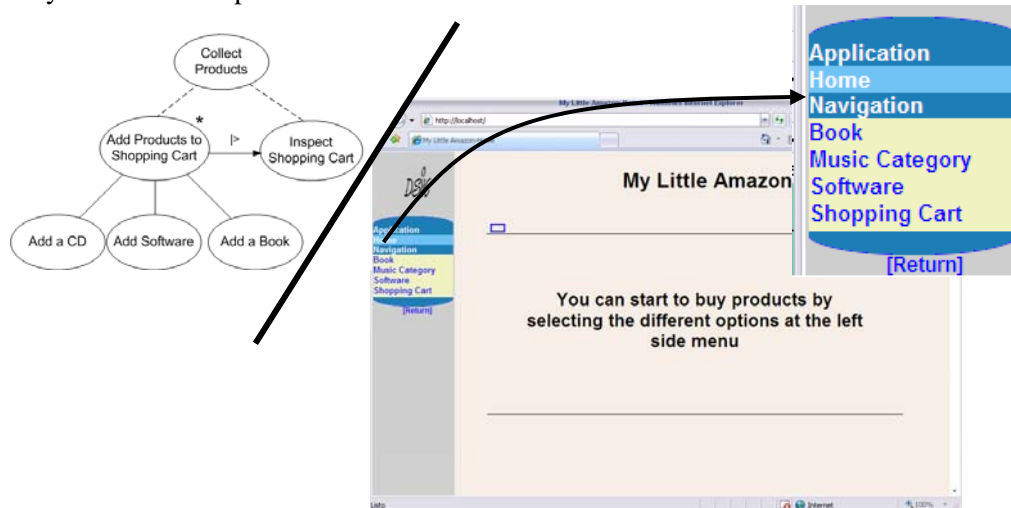 Collect
Products
*
Add Products to
Shopping Cart
|>
Inspect
Shopping Cart
Add a CD
Add Software
Add a Book
http://localhost/
My Little Amazon
DSIC
Application
Home
Navigation
Book
Music Category
Software
Shopping Cart
[Return]
You can start to buy products by
selecting the different options at the left
side menu
Listo
Internet
100%
Application
Home
Navigation
Book
Music Category
Software
Shopping Cart
[Return]